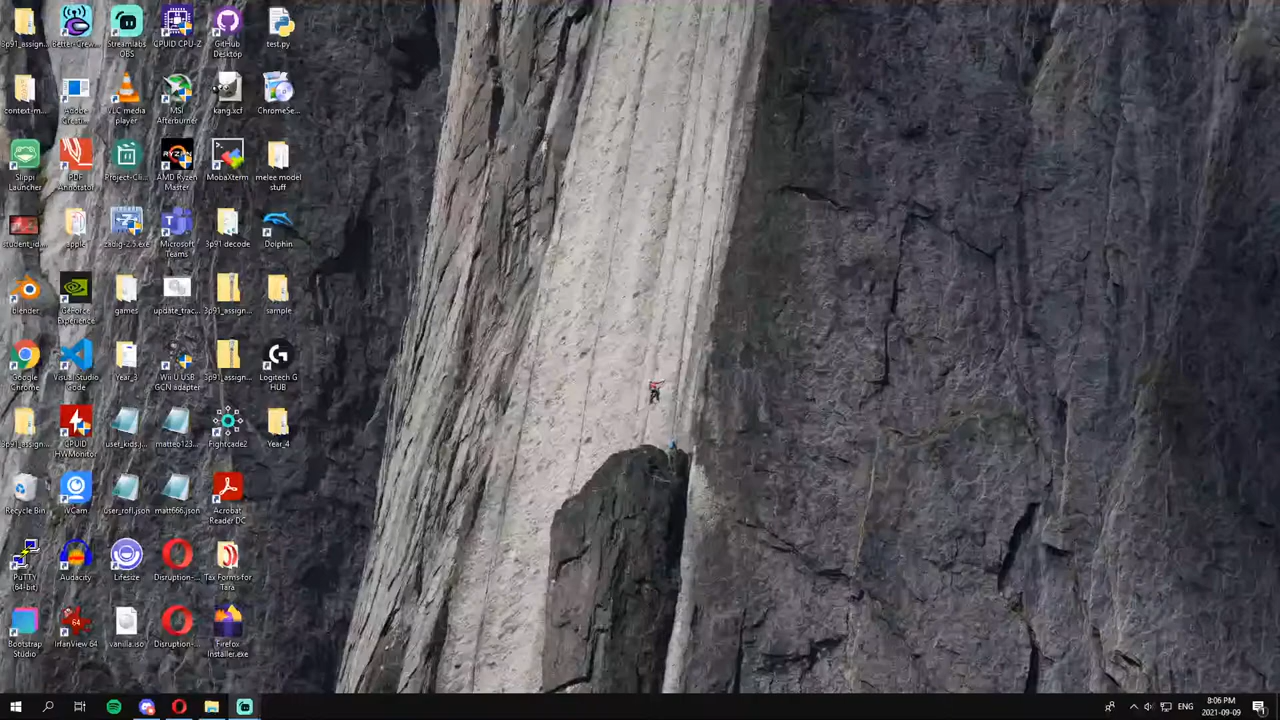 3p91_assign...
Better-Crew...
Streamlabs
OBS
CPUID CPU-Z
GitHub
Desktop
test.py
context-m...
Adobe
Creati...
VLC media
player
MSI
Afterburner
kang.xcf
ChromeSe...
Slippi
Launcher
PDF
Annotator
Project-Cli...
AMD Ryzen
Master
MobaXterm
melee model
stuff
student_id...
apple
zadig-2.5.exe
Microsoft
Teams
3p91 decode
Dolphin
blender
GeForce
Experience
games
update_trac...
3p91_assign...
sample
Google
Chrome
Visual Studio
Code
Year_3
Wii U USB
GCN adapter
3p91_assign...
Logitech G
HUB
3p91_assign...
CPUID
HWMonitor
user_kids.j...
matteo123...
Fightcade2
Year_4
Recycle Bin
iVCam
user_rofl.json
matt666.json
Acrobat
Reader DC
PuTTY
(64-bit)
Audacity
Lifesize
Disruption-...
Tax Forms for
Tara
Bootstrap
Studio
IrfanView 64
vanilla.iso
Disruption-...
Firefox
Installer.exe
ENG
8:06 PM
2021-09-09